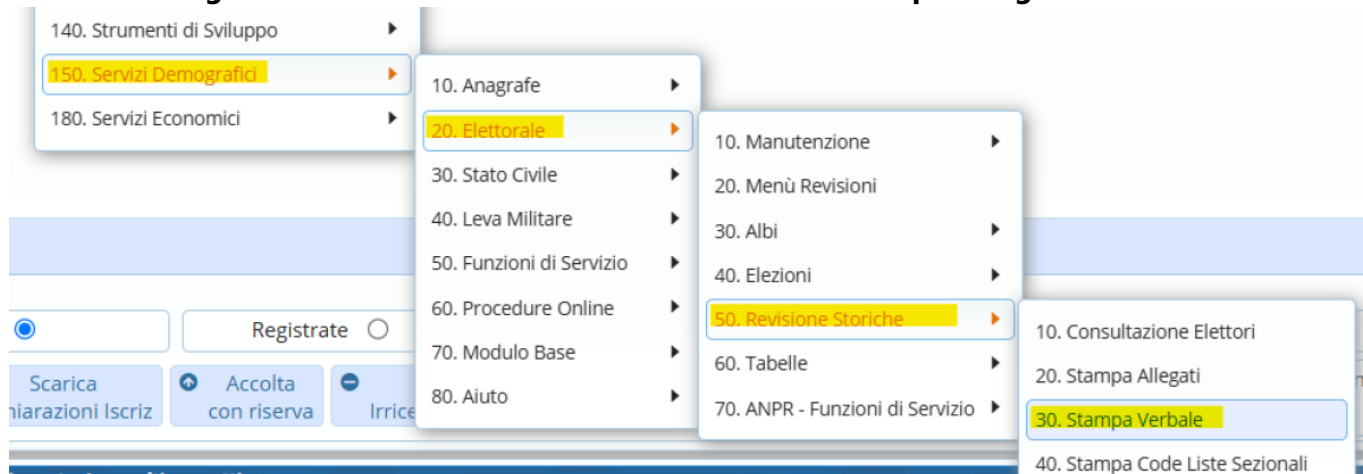 140. Strumenti di Sviluppo
150. Servizi Demografici
180. Servizi Economici
10. Anagrafe
20. Elettorale
30. Stato Civile
40. Leva Militare
50. Funzioni di Servizio
60. Procedure Online
70. Modulo Base
80. Aiuto
10. Manutenzione
20. Menù Revisioni
30. Albi
40. Elezioni
50. Revisione Storiche
60. Tabelle
70. ANPR - Funzioni di Servizio
10. Consultazione Elettori
20. Stampa Allegati
30. Stampa Verbale
40. Stampa Code Liste Sezionali
Registrate
Scarica
Accolta
con riserva